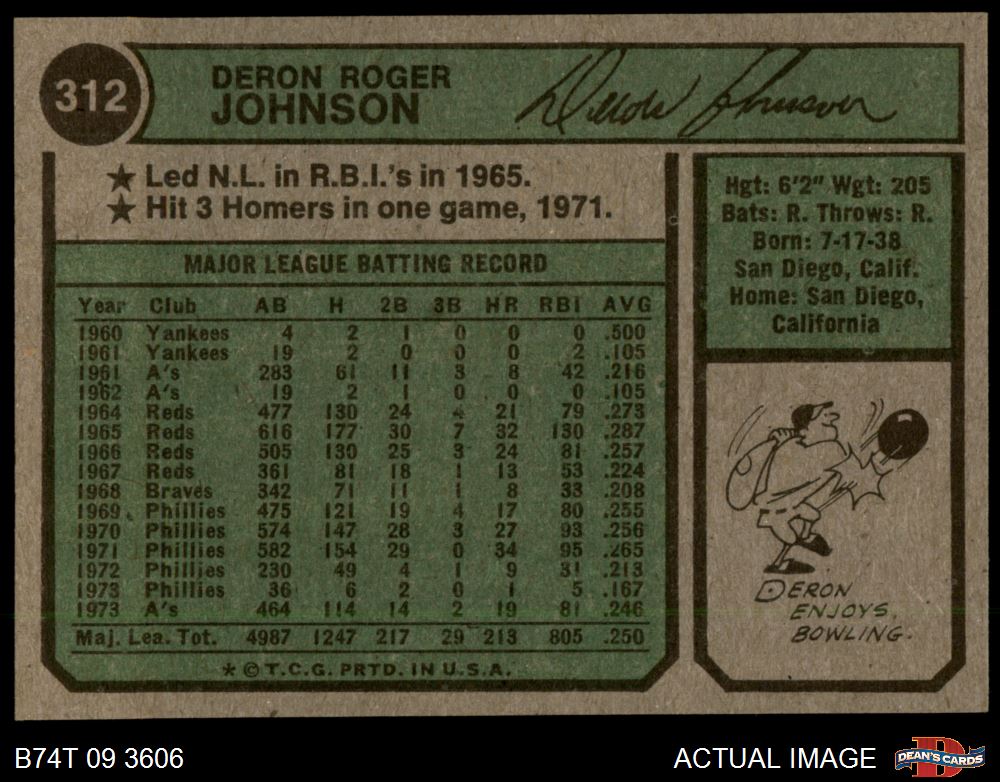 312
DERON ROGER
JOHNSON
Deron Johnson
★ Led N.L. in R.B.I.'s in 1965.
★ Hit 3 Homers in one game, 1971.
MAJOR LEAGUE BATTING RECORD
Year Club AB H 2B 3B HR RBI AVG
1960 Yankees 4 2 1 0 0 0 .500
1961 Yankees 19 2 0 0 0 2 .105
1961 A's 283 61 11 3 8 42 .216
1962 A's 19 2 1 0 0 0 .105
1964 Reds 477 130 24 4 21 79 .273
1965 Reds 616 177 30 7 32 130 .287
1966 Reds 505 130 25 3 24 81 .257
1967 Reds 361 81 18 1 13 53 .224
1968 Braves 342 71 11 1 8 33 .208
1969 Phillies 475 121 19 4 17 80 .255
1970 Phillies 574 147 28 3 27 93 .256
1971 Phillies 582 154 29 0 34 95 .265
1972 Phillies 230 49 4 1 9 31 .213
1973 Phillies 36 6 2 0 1 5 .167
1973 A's 464 114 14 2 19 81 .246
Maj. Lea. Tot. 4987 1247 217 29 213 805 .250
* © T.C.G. PRTD. IN U.S.A.
Hgt: 6'2" Wgt: 205
Bats: R. Throws: R.
Born: 7-17-38
San Diego, Calif.
Home: San Diego,
California
DERON
ENJOYS
BOWLING.
B74T 09 3606
ACTUAL IMAGE
DEAN'S CARDS